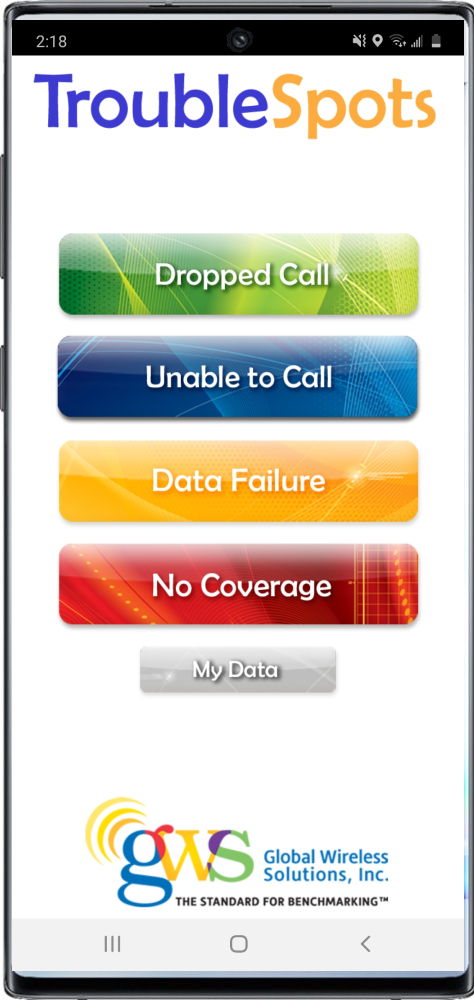 2:18
TroubleSpots
Dropped Call
Unable to Call
Data Failure
No Coverage
My Data
gws
Global Wireless
Solutions, Inc.
THE STANDARD FOR BENCHMARKING™